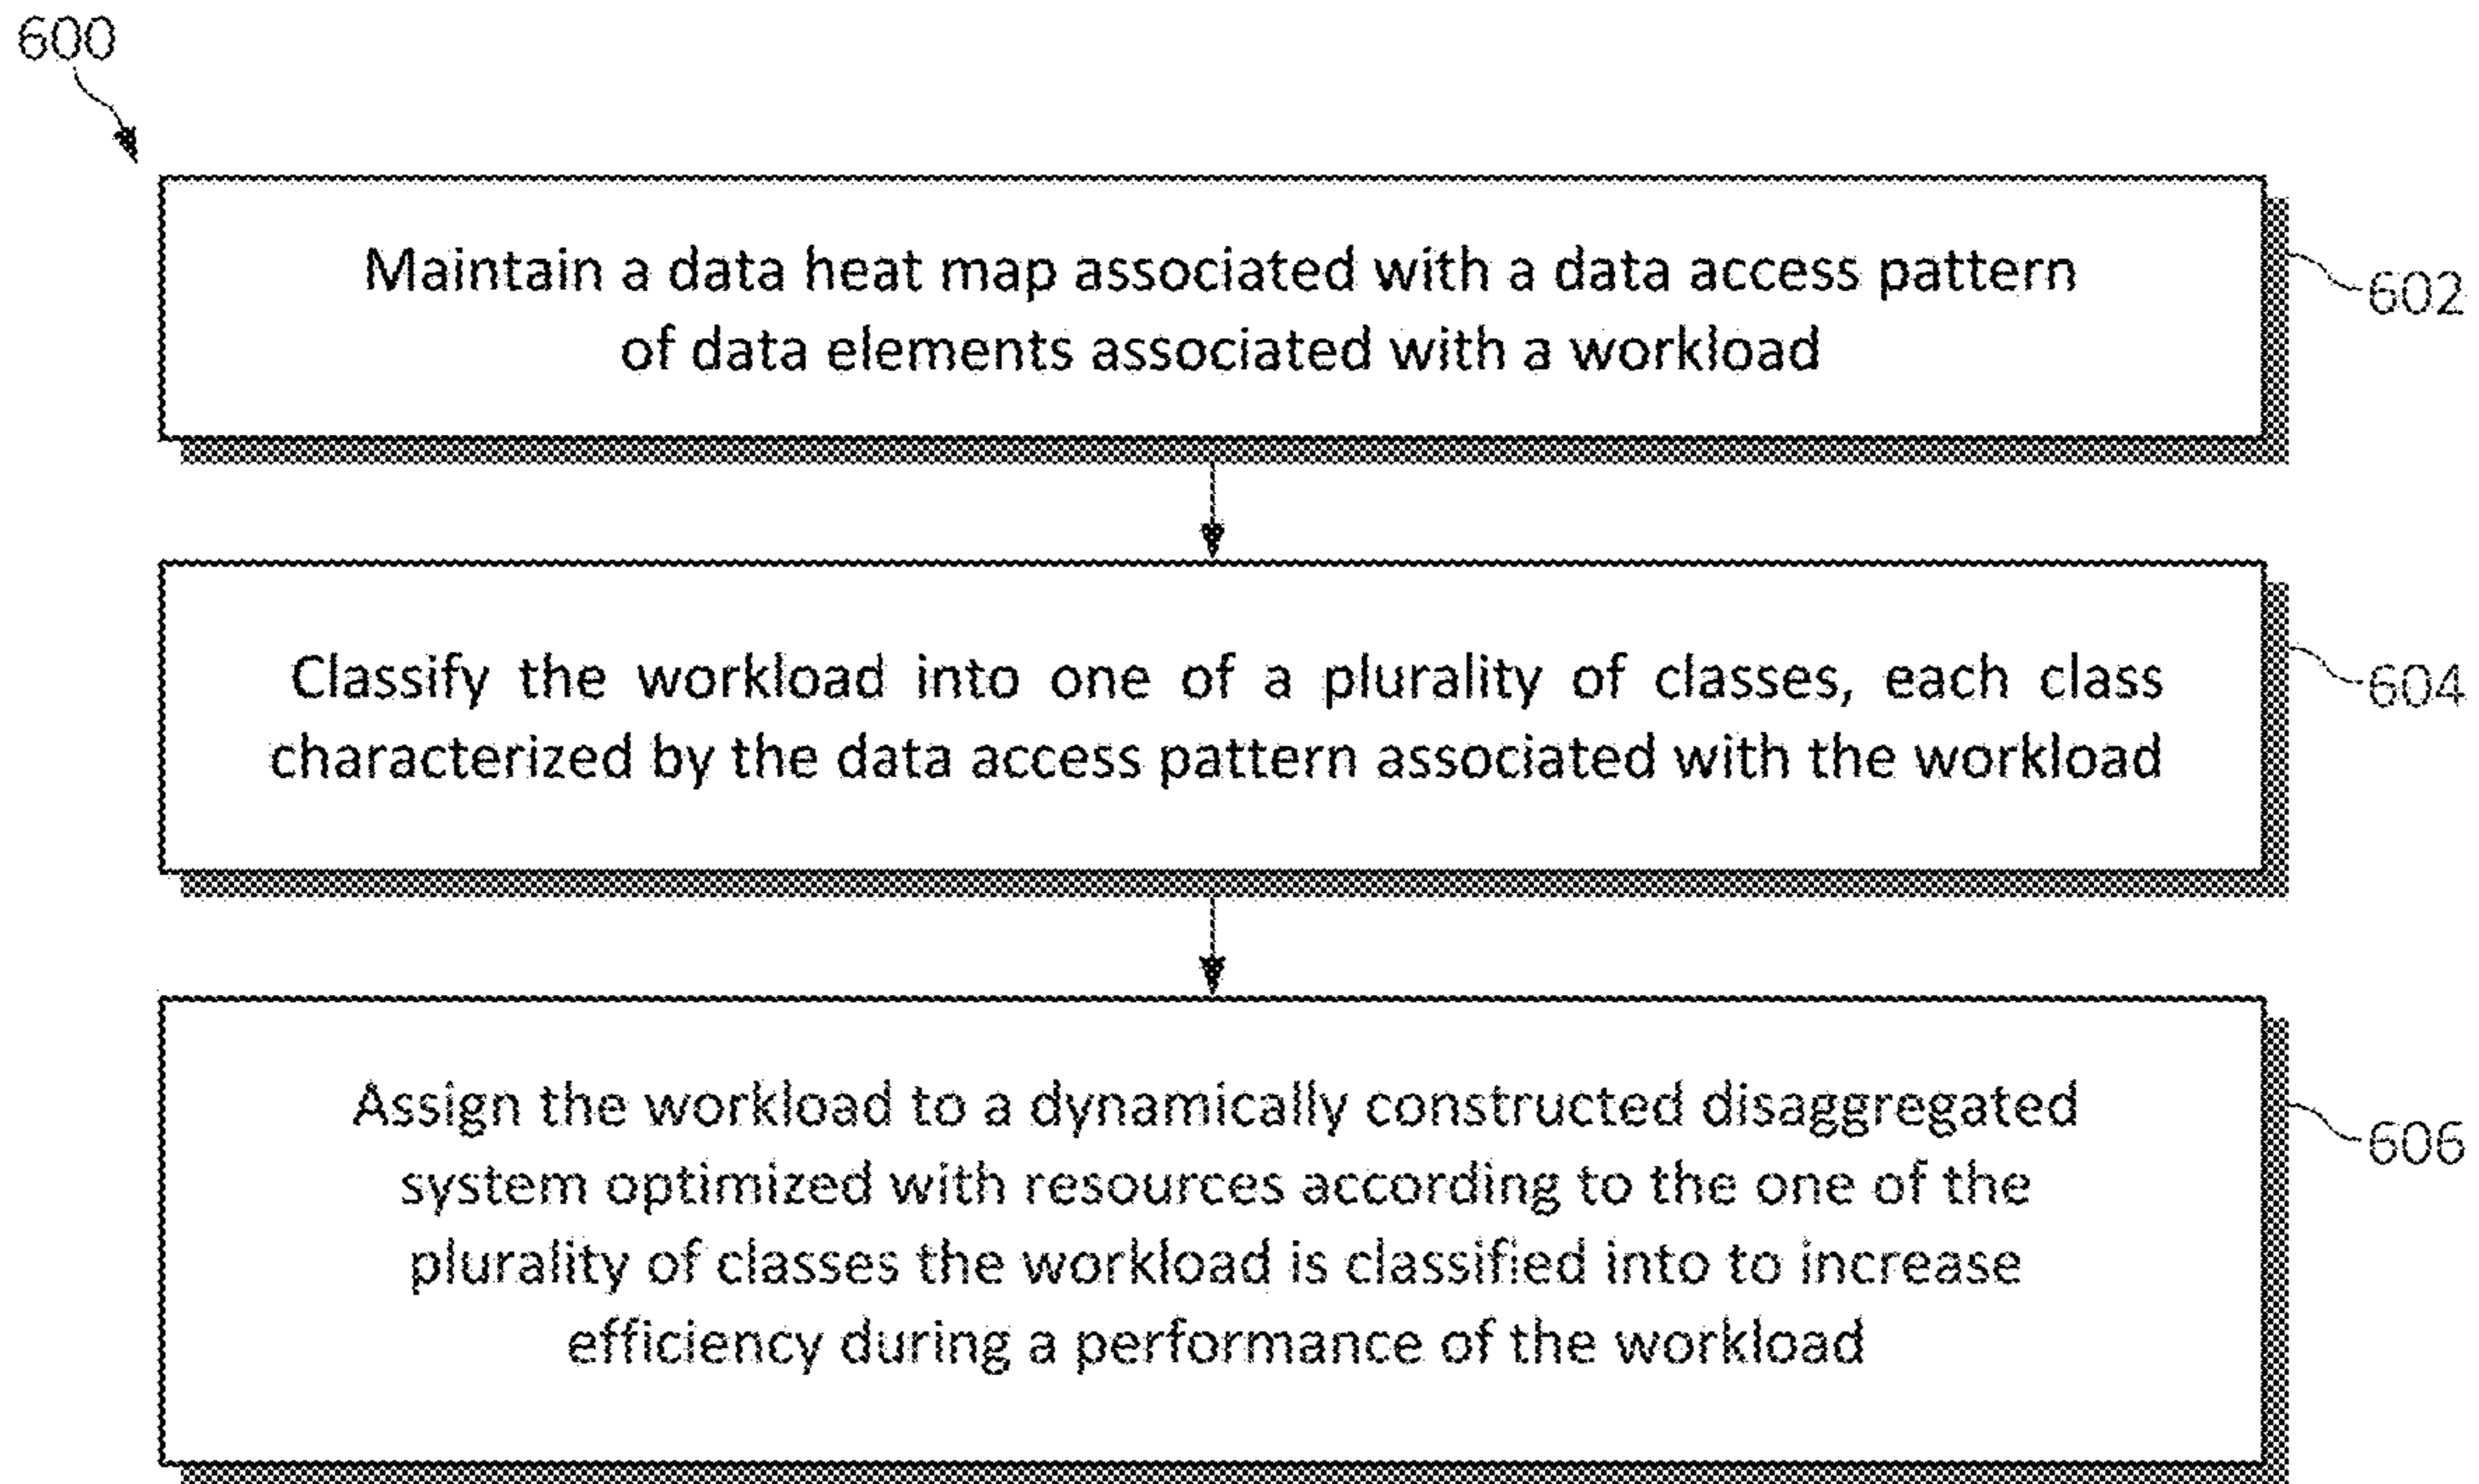 600
Maintain a data heat map associated with a data access pattern
of data elements associated with a workload
602
Classify the workload into one of a plurality of classes, each class
characterized by the data access pattern associated with the workload
604
Assign the workload to a dynamically constructed disaggregated
system optimized with resources according to the one of the
plurality of classes the workload is classified into to increase
efficiency during a performance of the workload
606